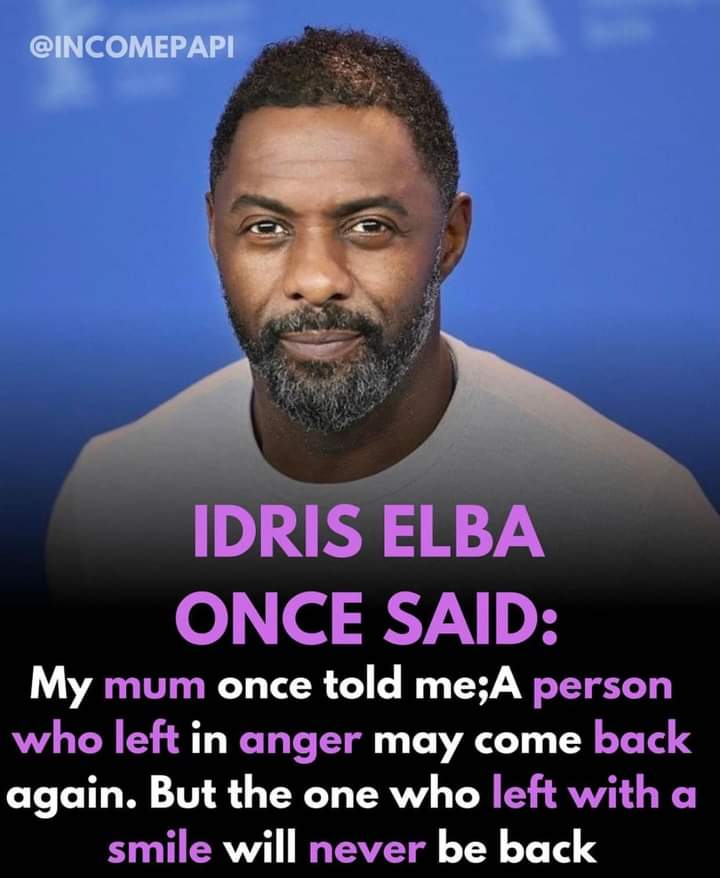 @INCOMEPAPI
IDRIS ELBA
ONCE SAID:
My mum once told me;A person
who left in anger may come back
again. But the one who left with a
smile will never be back